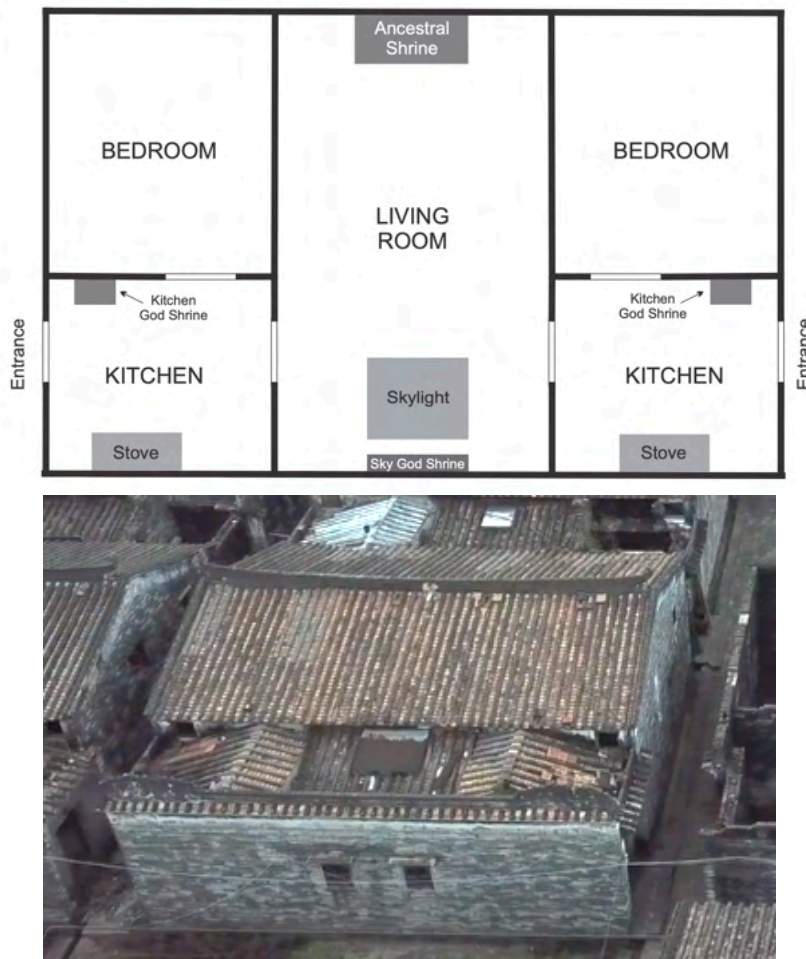 Ancestral
Shrine
BEDROOM
BEDROOM
LIVING
ROOM
Kitchen
God Shrine
Kitchen
God Shrine
Entrance
KITCHEN
Skylight
KITCHEN
Entrance
Stove
Sky God Shrine
Stove